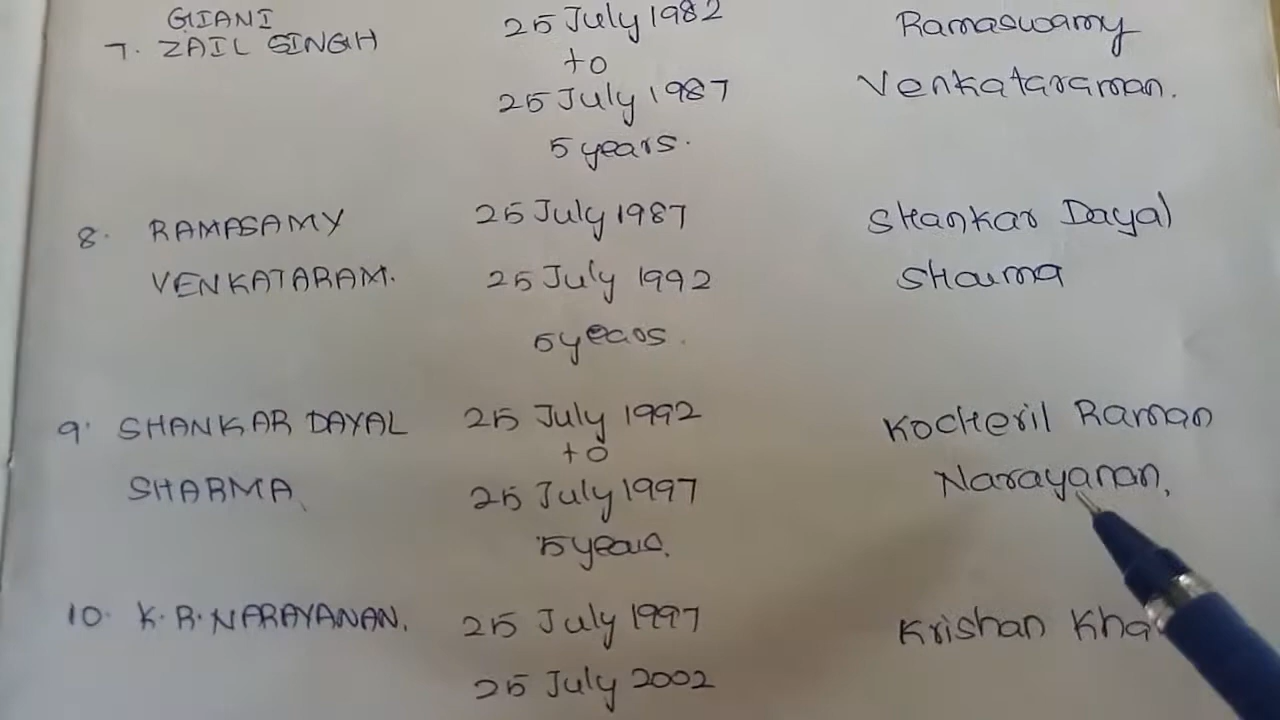 GIANI
7. ZAIL SINGH 25 July 1982 Ramaswamy
to
25 July 1987 Venkataraman.
5 years.
8. RAMASAMY 25 July 1987 Shankar Dayal
VENKATARAM. 25 July 1992 Sharma
5 years.
9. SHANKAR DAYAL 25 July 1992 Kocheril Raman
to
SHARMA 25 July 1997 Narayanan,
5 years.
10. K.R. NARAYANAN. 25 July 1997 Krishan
25 July 2002